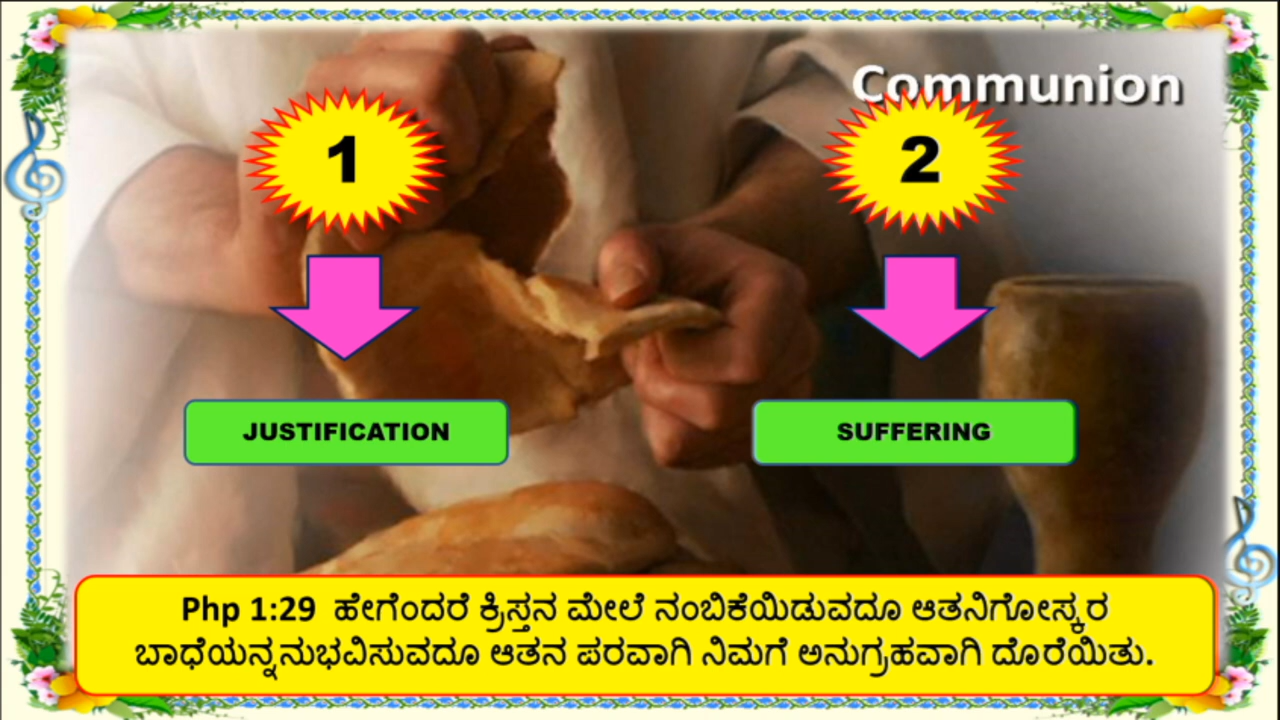 Communion
1
2
JUSTIFICATION
SUFFERING
Php 1:29 ಹೇಗೆಂದರೆ ಕ್ರಿಸ್ತನ ಮೇಲೆ ನಂಬಿಕೆಯಿಡುವದೂ ಆತನಿಗೋಸ್ಕರ
ಬಾಧೆಯನ್ನನುಭವಿಸುವದೂ ಆತನ ಪರವಾಗಿ ನಿಮಗೆ ಅನುಗ್ರಹವಾಗಿ ದೊರೆಯಿತು.